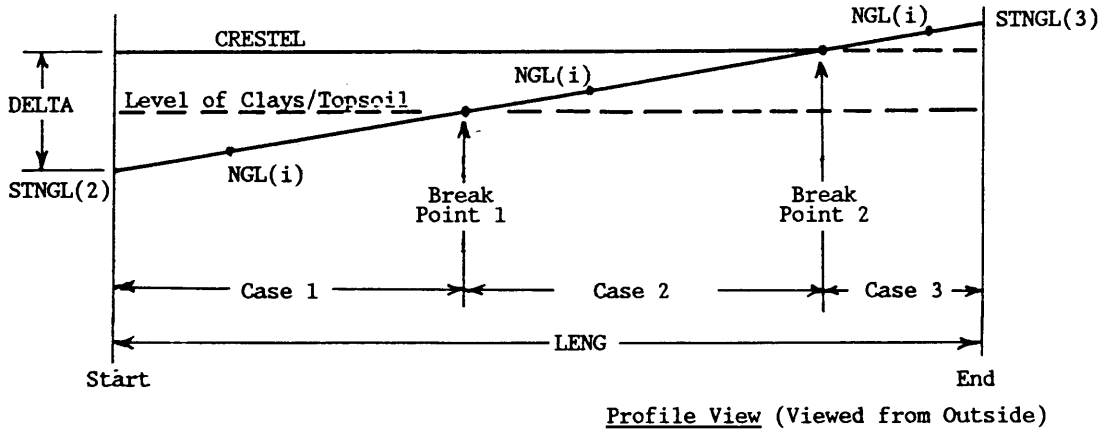 NGL(i)
STNGL(3)
CRESTEL
NGL(i)
DELTA
Level of Clays/Topsoil
NGL(i)
STNGL(2)
Break
Point 1
Break
Point 2
Case 1
Case 2
Case 3
LENG
Start
End
Profile View (Viewed from Outside)